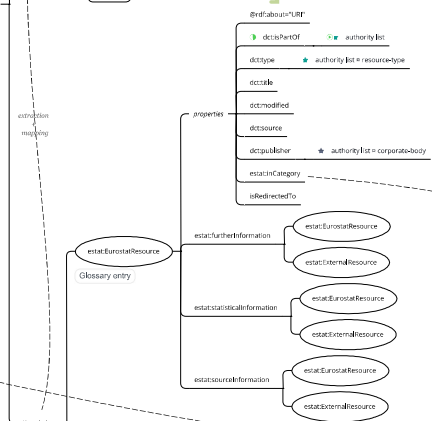 @rdf:about="URI"
dct:isPartOf authority list
dct:type authority list = resource-type
dct:title
dct:modified
dct:source
dct:publisher authority list = corporate-body
estat:inCategory
isRedirectedTo
properties
extraction
mapping
estat:EurostatResource
Glossary entry
estat:furtherInformation
estat:EurostatResource
estat:ExternalResource
estat:statisticalInformation
estat:EurostatResource
estat:ExternalResource
estat:sourceInformation
estat:EurostatResource
estat:ExternalResource